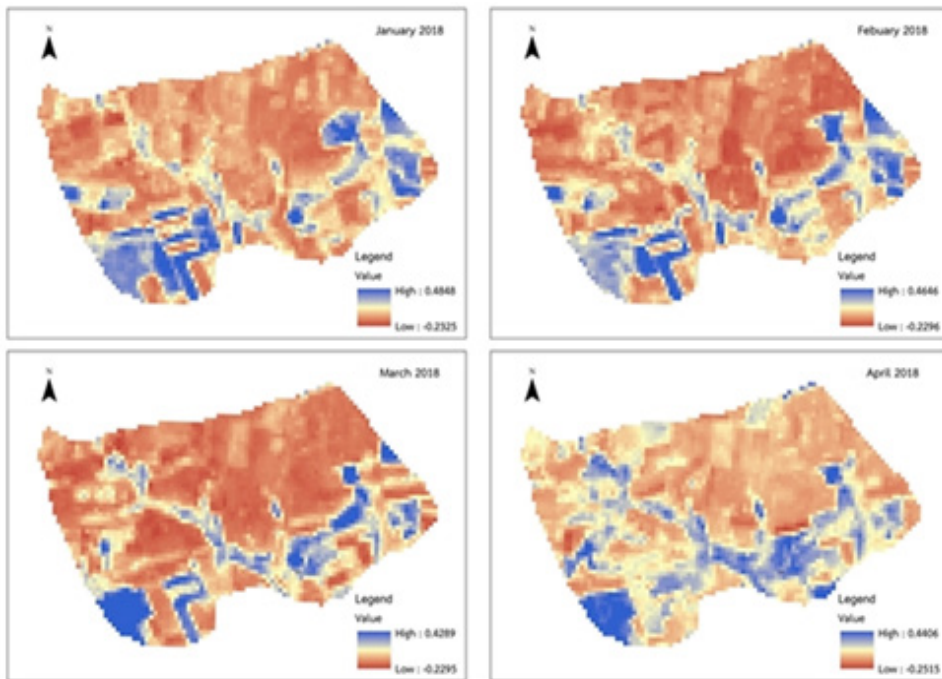 N
January 2018
Legend
Value
High : 0.4848
Low : -0.2325
N
Febuary 2018
Legend
Value
High : 0.4646
Low : -0.2296
N
March 2018
Legend
Value
High : 0.4289
Low : -0.2295
N
April 2018
Legend
Value
High : 0.4406
Low : -0.2515